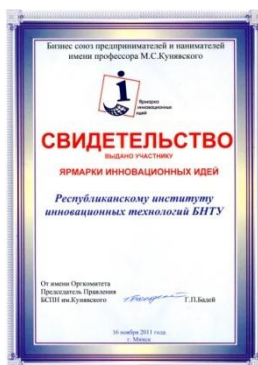 Бизнес союз предпринимателей и нанимателей
имени профессора М.С.Кунявского
i
Ярмарка
инновационных
идей
СВИДЕТЕЛЬСТВО
ВЫДАНО УЧАСТНИКУ
ЯРМАРКИ ИННОВАЦИОННЫХ ИДЕЙ
Республиканскому институту
инновационных технологий БНТУ
От имени Оргкомитета
Председатель Правления
БСПН им.Кунявского Г.П.Бадей
16 ноября 2011 года
г. Минск